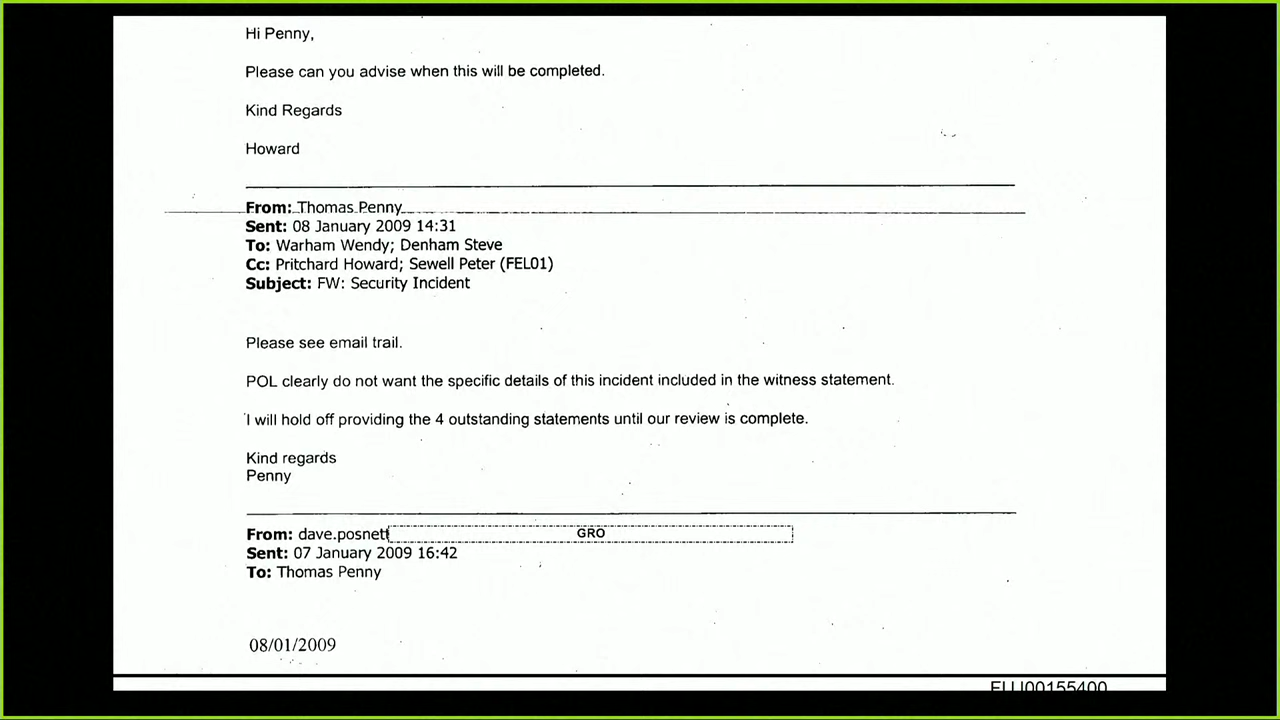 Hi Penny,
Please can you advise when this will be completed.
Kind Regards
Howard
From: Thomas Penny
Sent: 08 January 2009 14:31
To: Warham Wendy; Denham Steve
Cc: Pritchard Howard; Sewell Peter (FEL01)
Subject: FW: Security Incident
Please see email trail.
POL clearly do not want the specific details of this incident included in the witness statement.
I will hold off providing the 4 outstanding statements until our review is complete.
Kind regards
Penny
From: dave.posnett GRO
Sent: 07 January 2009 16:42
To: Thomas Penny
08/01/2009